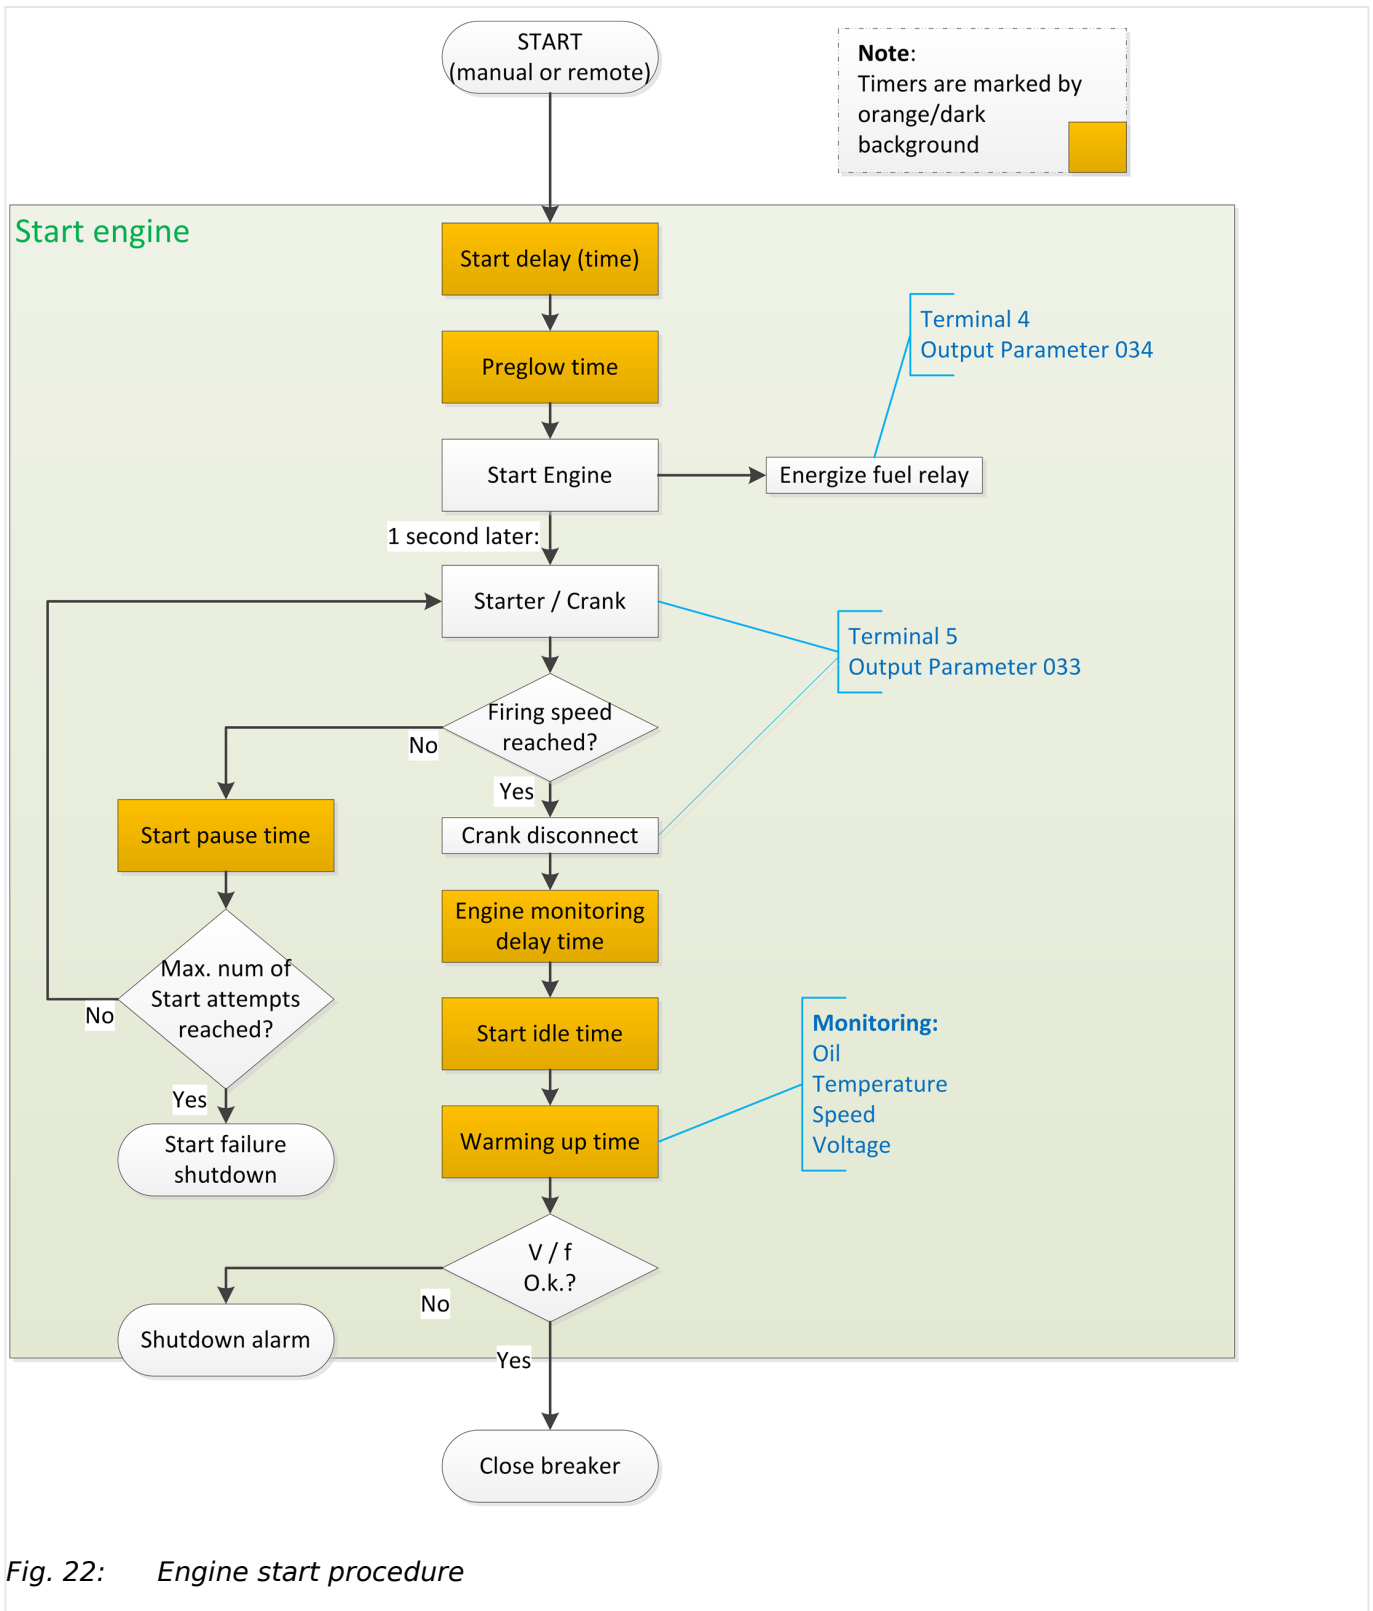 START
(manual or remote)
Note:
Timers are marked by
orange/dark
background
Start engine
Start delay (time)
Preglow time
Terminal 4
Output Parameter 034
Start Engine
Energize fuel relay
1 second later:
Starter / Crank
Terminal 5
Output Parameter 033
Firing speed
reached?
No
Yes
Start pause time
Crank disconnect
Engine monitoring
delay time
Max. num of
Start attempts
reached?
No
Yes
Start failure
shutdown
Start idle time
Monitoring:
Oil
Temperature
Speed
Voltage
Warming up time
V / f
O.k.?
No
Yes
Shutdown alarm
Close breaker
Fig. 22: Engine start procedure